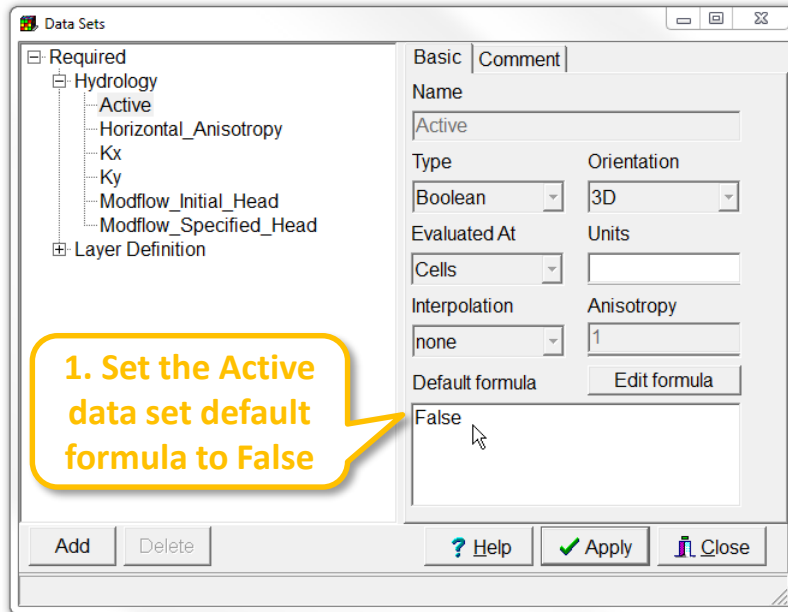 Data Sets
Required
Hydrology
Active
Horizontal_Anisotropy
Kx
Ky
Modflow_Initial_Head
Modflow_Specified_Head
Layer Definition
Basic
Comment
Name
Active
Type
Orientation
Boolean
3D
Evaluated At
Units
Cells
Interpolation
Anisotropy
none
1
Default formula
Edit formula
False
1. Set the Active
data set default
formula to False
Add
Delete
? Help
Apply
Close